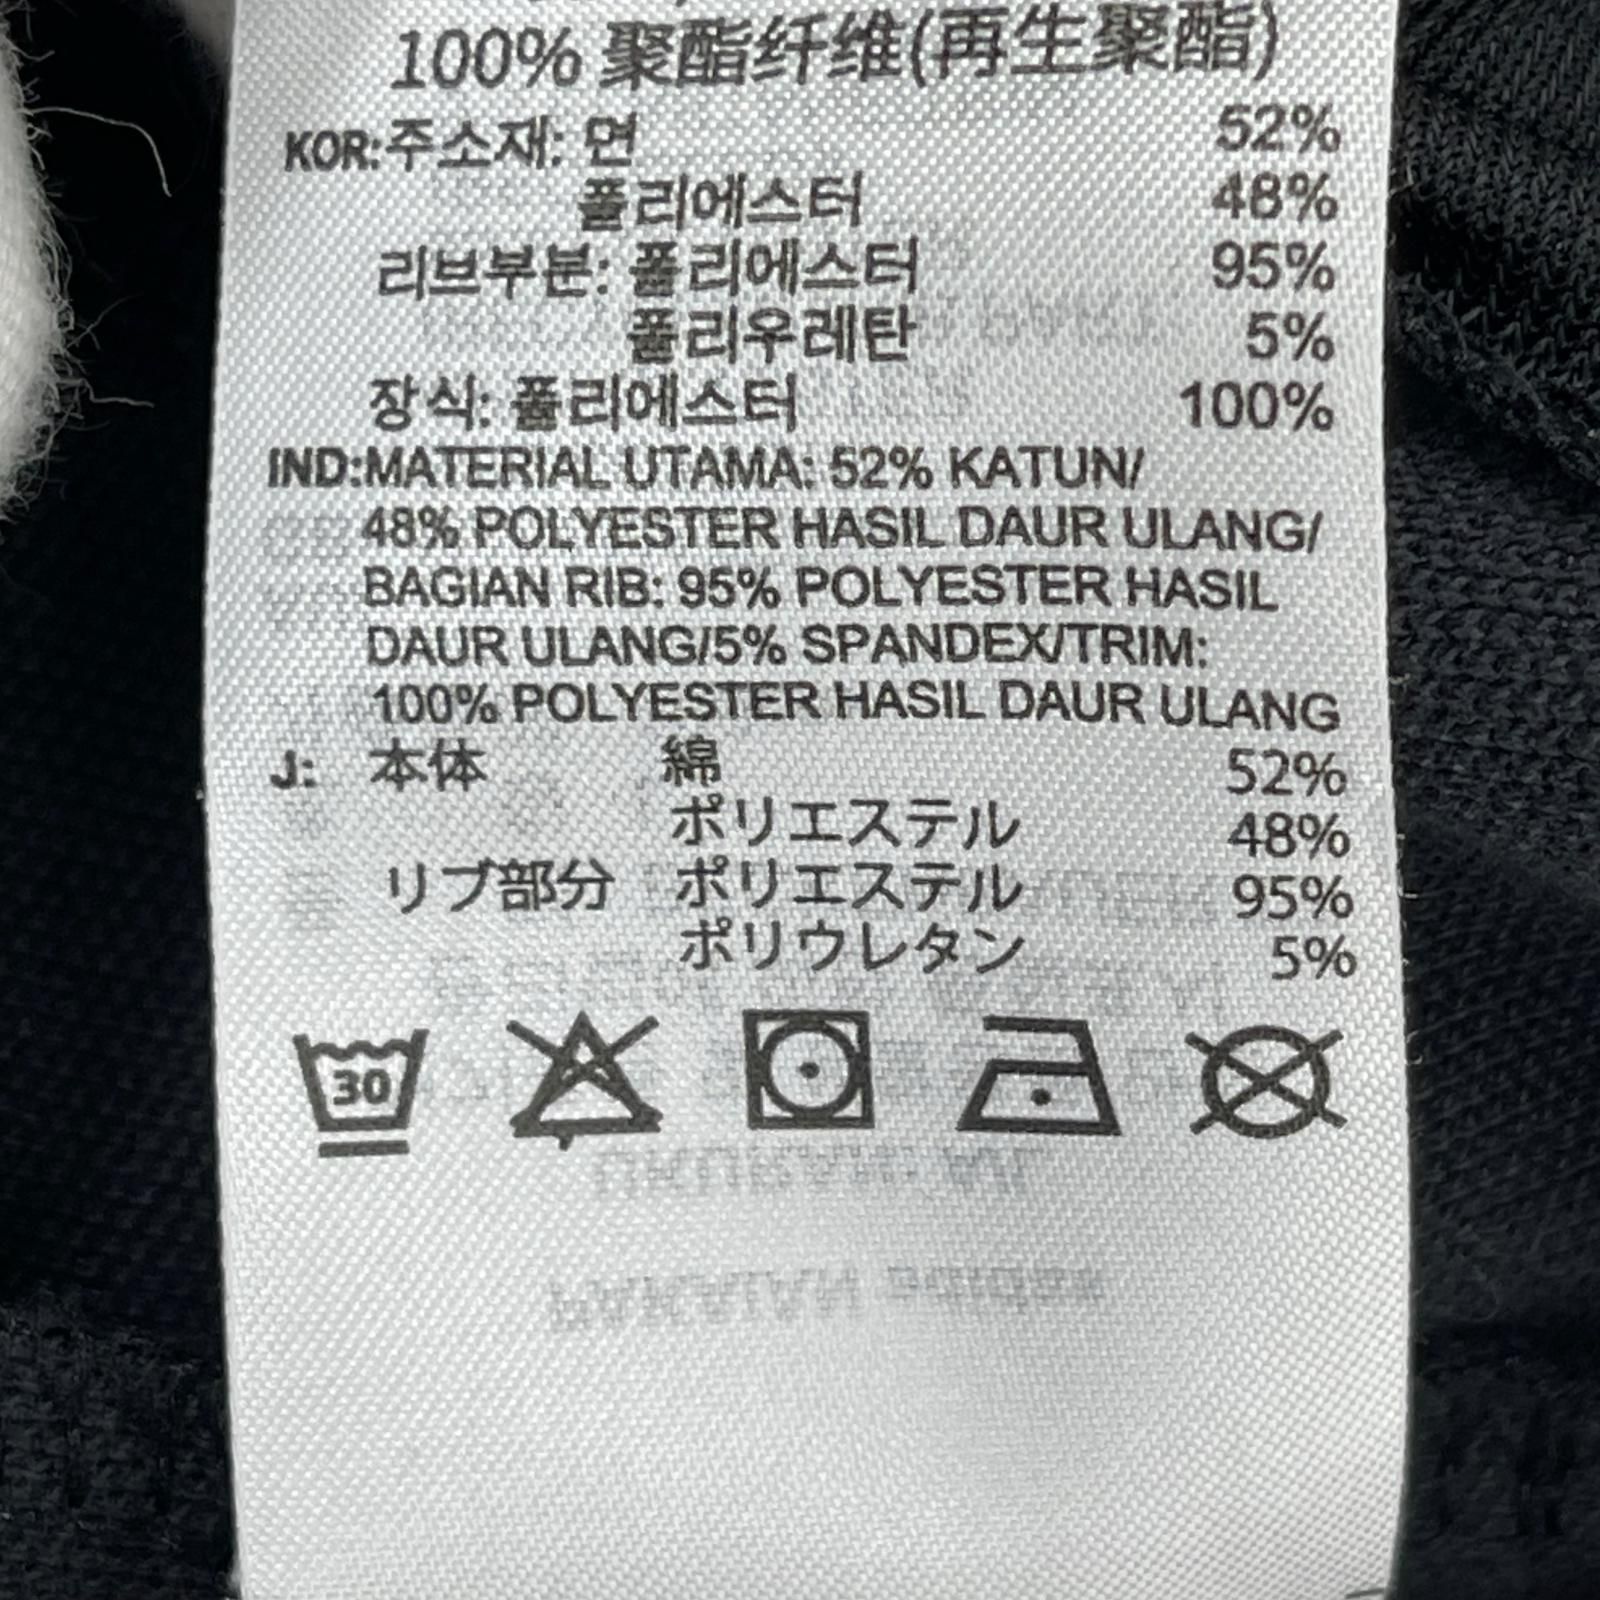 100% 聚酯纤维(再生聚酯)
KOR:주소재: 면 52%
폴리에스터 48%
리브부분: 폴리에스터 95%
폴리우레탄 5%
장식: 폴리에스터 100%
IND:MATERIAL UTAMA: 52% KATUN/
48% POLYESTER HASIL DAUR ULANG/
BAGIAN RIB: 95% POLYESTER HASIL
DAUR ULANG/5% SPANDEX/TRIM:
100% POLYESTER HASIL DAUR ULANG
J: 本体 綿 52%
ポリエステル 48%
リブ部分 ポリエステル 95%
ポリウレタン 5%
30